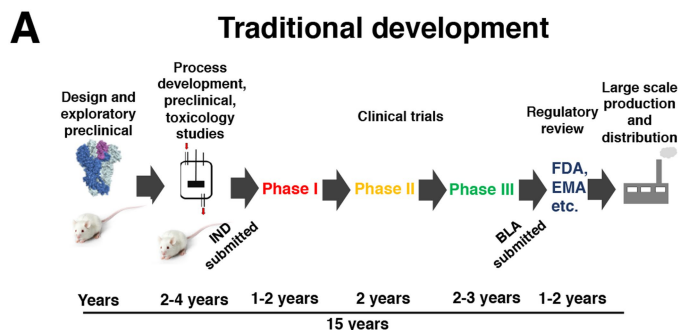 A
Traditional development
Design and
exploratory
preclinical
Process
development,
preclinical,
toxicology
studies
Clinical trials
Regulatory
review
Large scale
production
and
distribution
IND
submitted
Phase I
Phase II
Phase III
BLA
submitted
FDA,
EMA
etc.
Years
2-4 years
1-2 years
2 years
2-3 years
1-2 years
15 years